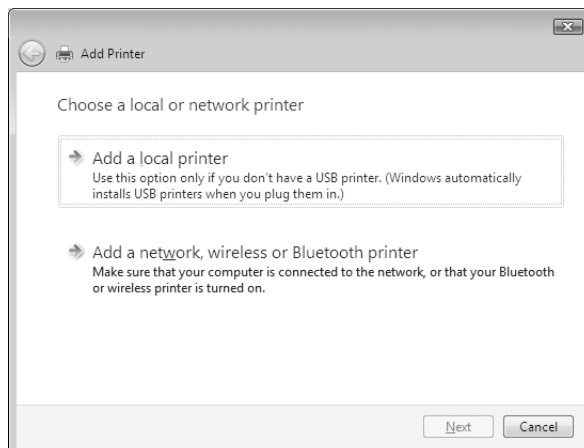 Add Printer
Choose a local or network printer
Add a local printer
Use this option only if you don't have a USB printer. (Windows automatically
installs USB printers when you plug them in.)
Add a network, wireless or Bluetooth printer
Make sure that your computer is connected to the network, or that your Bluetooth
or wireless printer is turned on.
Next
Cancel